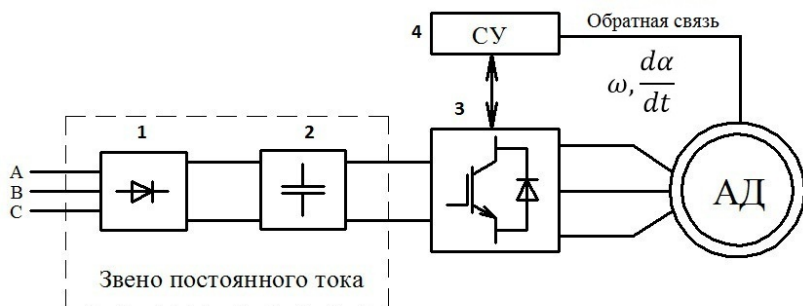 4
СУ
Обратная связь
ω, dα/dt
1
2
3
A
B
C
АД
Звено постоянного тока